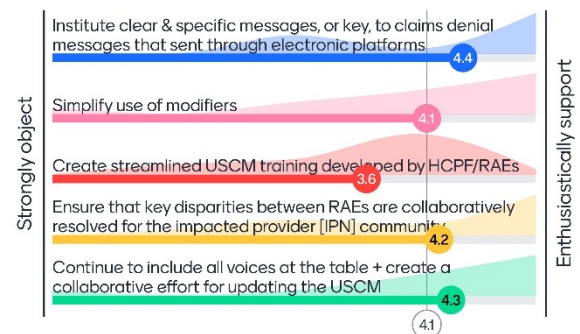 Strongly object
Institute clear & specific messages, or key, to claims denial
messages that sent through electronic platforms
4.4
Simplify use of modifiers
4.1
Create streamlined USCM training developed by HCPF/RAEs
3.6
Ensure that key disparities between RAEs are collaboratively
resolved for the impacted provider [IPN] community
4.2
Continue to include all voices at the table + create a
collaborative effort for updating the USCM
4.3
4.1
Enthusiastically support